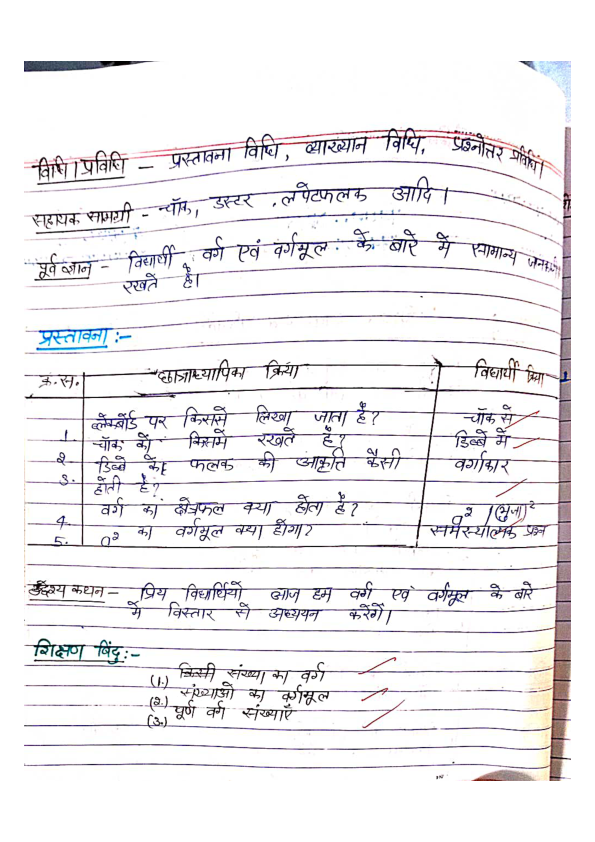 विधि/प्रविधि – प्रस्तावना विधि, व्याख्यान विधि, प्रश्नोत्तर प्रविधि।
सहायक सामग्री - चॉक, डस्टर, लपेटफलक आदि।
पूर्व ज्ञान – विद्यार्थी वर्ग एवं वर्गमूल के बारे में सामान्य
रखते है।
प्रस्तावना :-
क्र.स. छात्राध्यापिका क्रिया विद्यार्थी क्रिया
1. ब्लेकबोर्ड पर किससे लिखा जाता है? चॉक से
2. चॉक को किसमें रखते है? डिब्बे में
3. डिब्बे के फलक की आकृति कैसी वर्गाकार
होती है?
4. वर्ग का क्षेत्रफल क्या होता है? a² / (भुजा)²
5. a² का वर्गमूल क्या होगा? समस्यात्मक प्रश्न
उद्देश्य कथन – प्रिय विधार्थियों आज हम वर्ग एवं वर्गमूल के बारे
में विस्तार से अध्ययन करेगें।
शिक्षण बिंदु :-
(1.) किसी संख्या का वर्ग
(2.) संख्याओं का वर्गमूल
(3.) पूर्ण वर्ग संख्याएँ